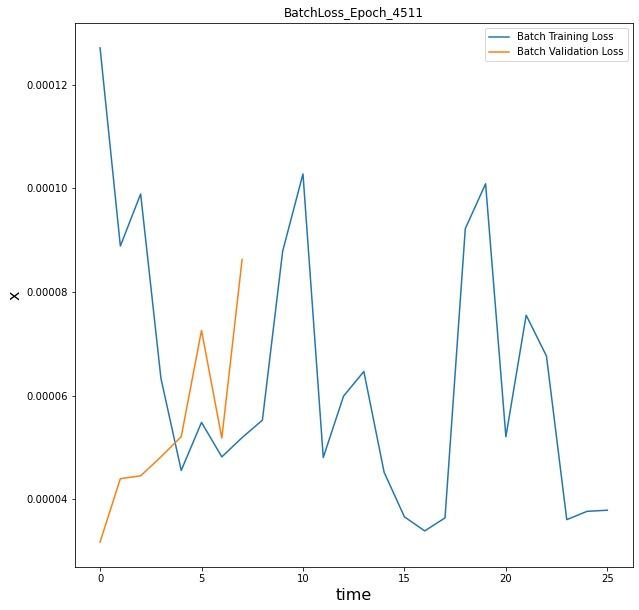 BatchLoss_Epoch_4511
Batch Training Loss
Batch Validation Loss
0.00012
0.00010
0.00008
0.00006
0.00004
x
0 5 10 15 20 25
time